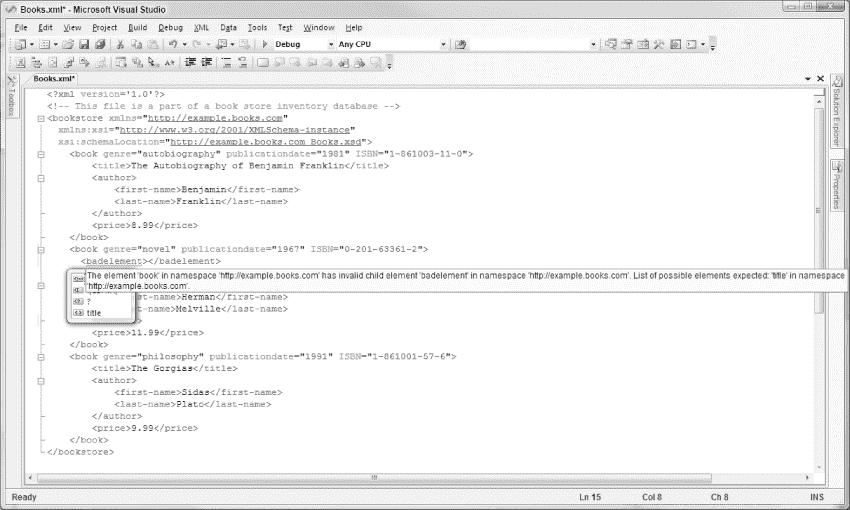 Books.xml* - Microsoft Visual Studio
File Edit View Project Build Debug XML Data Tools Test Window Help
Debug Any CPU
Books.xml*
Toolbox
Solution Explorer
Properties
<?xml version='1.0'?>
<!-- This file is a part of a book store inventory database -->
<bookstore xmlns="http://example.books.com"
xmlns:xsi="http://www.w3.org/2001/XMLSchema-instance"
xsi:schemaLocation="http://example.books.com Books.xsd">
<book genre="autobiography" publicationdate="1981" ISBN="1-861003-11-0">
<title>The Autobiography of Benjamin Franklin</title>
<author>
<first-name>Benjamin</first-name>
<last-name>Franklin</last-name>
</author>
<price>8.99</price>
</book>
<book genre="novel" publicationdate="1967" ISBN="0-201-63361-2">
<badelement></badelement>
The element 'book' in namespace 'http://example.books.com' has invalid child element 'badelement' in namespace 'http://example.books.com'. List of possible elements expected: 'title' in namespace
'http://example.books.com'.
Herman</first-name>
?
Melville</last-name>
title
<price>11.99</price>
</book>
<book genre="philosophy" publicationdate="1991" ISBN="1-861001-57-6">
<title>The Gorgias</title>
<author>
<first-name>Sidas</first-name>
<last-name>Plato</last-name>
</author>
<price>9.99</price>
</book>
</bookstore>
Ready Ln 15 Col 8 Ch 8 INS